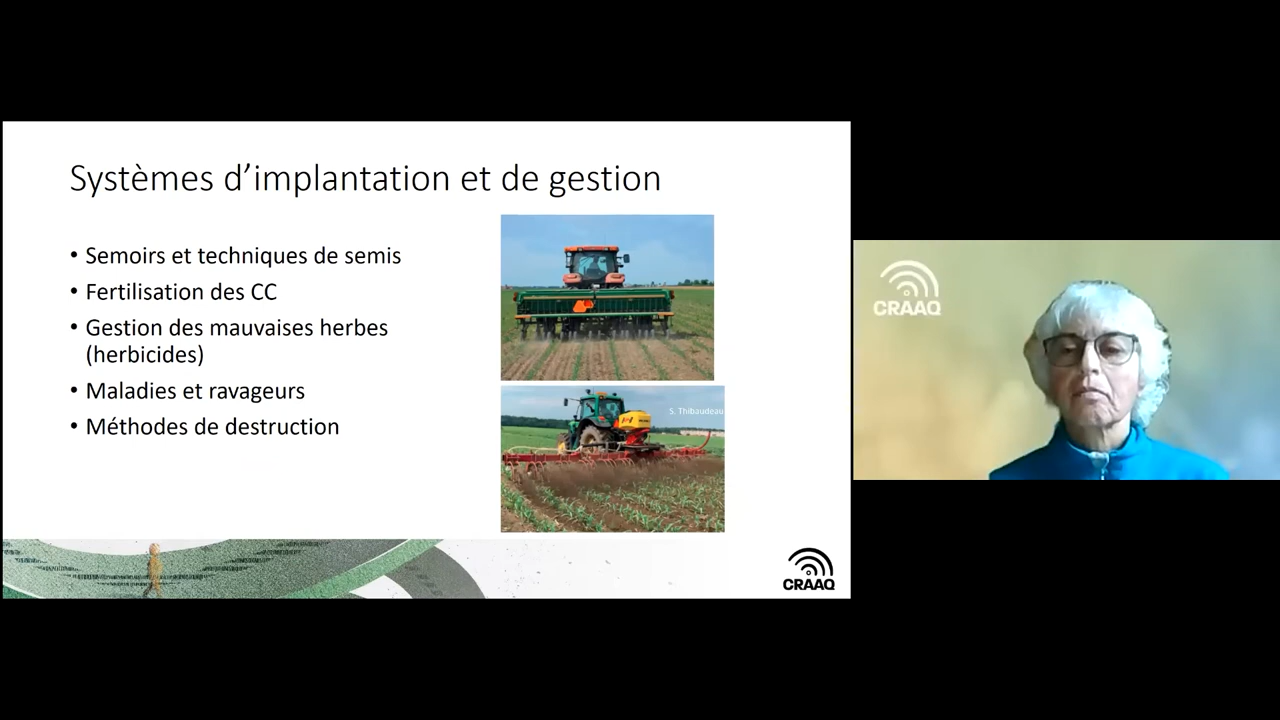 Systèmes d’implantation et de gestion
• Semoirs et techniques de semis
• Fertilisation des CC
• Gestion des mauvaises herbes
(herbicides)
• Maladies et ravageurs
• Méthodes de destruction
S. Thibaudeau
CRAAQ
CRAAQ